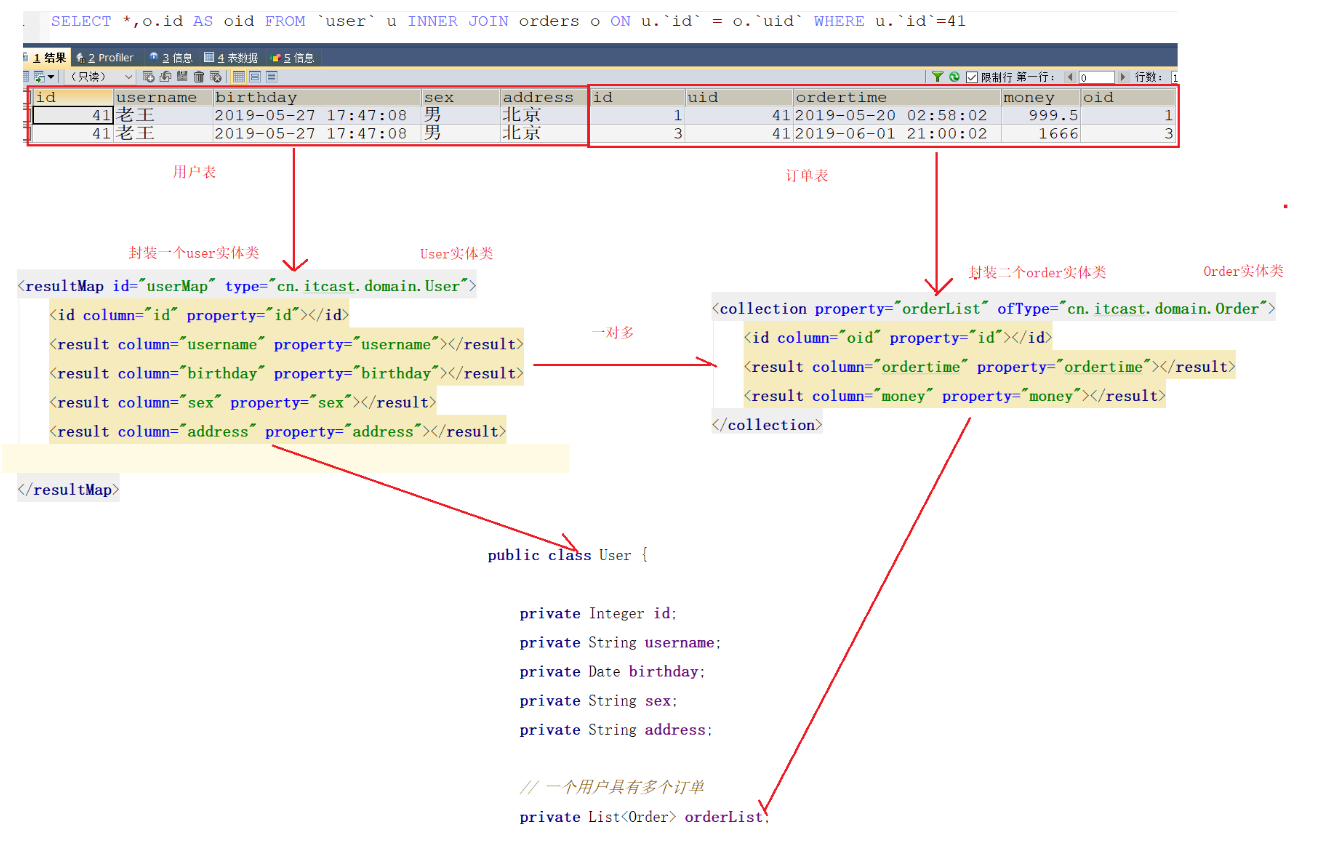 SELECT *,o.id AS oid FROM `user` u INNER JOIN orders o ON u.`id` = o.`uid` WHERE u.`id`=41
1 结果 2 Profiler 3 信息 4 表数据 5 信息
(只读) 限制行 第一行: 0 行数: 1
id username birthday sex address id uid ordertime money oid
41 老王 2019-05-27 17:47:08 男 北京 1 41 2019-05-20 02:58:02 999.5 1
41 老王 2019-05-27 17:47:08 男 北京 3 41 2019-06-01 21:00:02 1666 3
用户表 订单表
封装一个user实体类 User实体类
封装二个order实体类 Order实体类
<resultMap id="userMap" type="cn.itcast.domain.User">
<id column="id" property="id"></id>
<result column="username" property="username"></result>
<result column="birthday" property="birthday"></result>
<result column="sex" property="sex"></result>
<result column="address" property="address"></result>
</resultMap>
一对多
<collection property="orderList" ofType="cn.itcast.domain.Order">
<id column="oid" property="id"></id>
<result column="ordertime" property="ordertime"></result>
<result column="money" property="money"></result>
</collection>
public class User {
private Integer id;
private String username;
private Date birthday;
private String sex;
private String address;
// 一个用户具有多个订单
private List<Order> orderList;